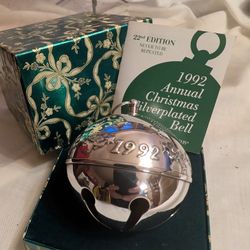 22nd EDITION
NEVER TO BE
REPEATED
1992
Annual
Christmas
Silverplated
Bell
1992